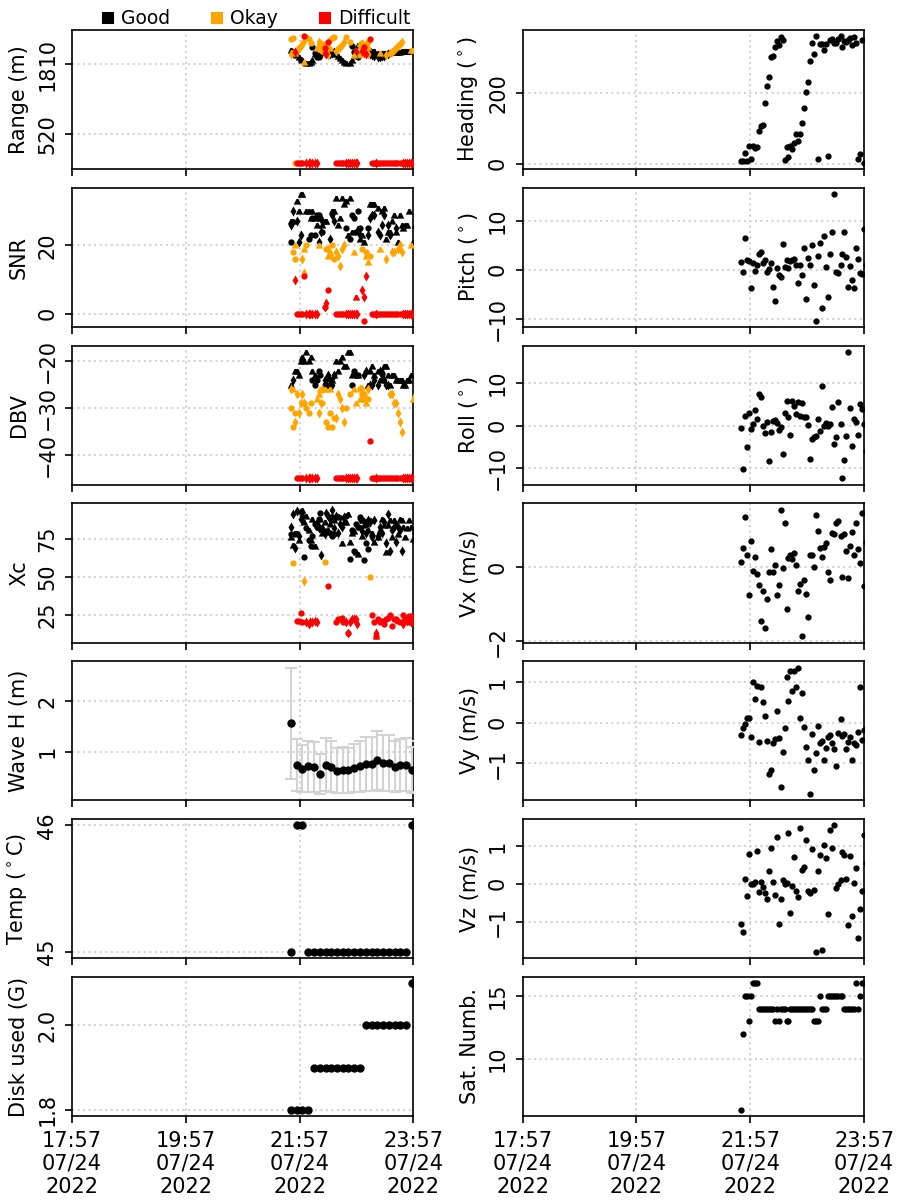 Good Okay Difficult
Range (m)
1810
520
Heading (°)
200
0
SNR
20
0
Pitch (°)
10
0
−10
DBV
−20
−30
−40
Roll (°)
10
0
−10
Xc
75
50
25
Vx (m/s)
0
−2
Wave H (m)
2
1
Vy (m/s)
1
0
−1
Temp (°C)
46
45
Vz (m/s)
1
0
−1
Disk used (G)
2.0
1.8
Sat. Numb.
15
10
17:57 19:57 21:57 23:57 17:57 19:57 21:57 23:57
07/24 07/24 07/24 07/24 07/24 07/24 07/24 07/24
2022 2022 2022 2022 2022 2022 2022 2022